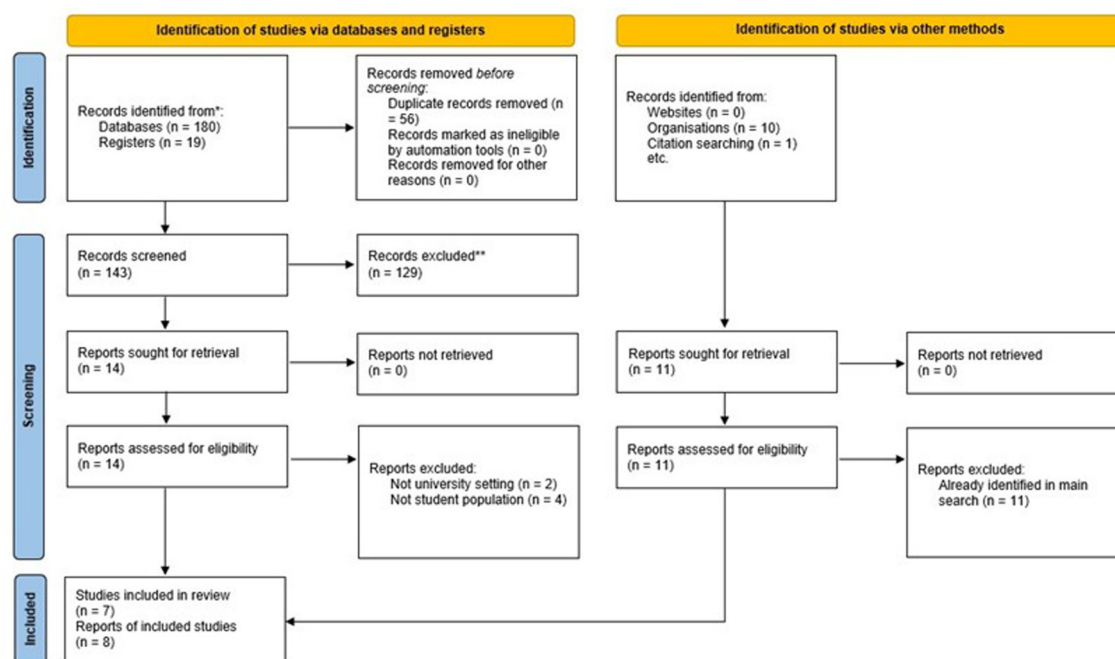 Identification of studies via databases and registers
Identification of studies via other methods
Identification
Records identified from*:
Databases (n = 180)
Registers (n = 19)
Records removed before
screening:
Duplicate records removed (n
= 56)
Records marked as ineligible
by automation tools (n = 0)
Records removed for other
reasons (n = 0)
Records identified from:
Websites (n = 0)
Organisations (n = 10)
Citation searching (n = 1)
etc.
Screening
Records screened
(n = 143)
Records excluded**
(n = 129)
Reports sought for retrieval
(n = 14)
Reports not retrieved
(n = 0)
Reports sought for retrieval
(n = 11)
Reports not retrieved
(n = 0)
Reports assessed for eligibility
(n = 14)
Reports excluded:
Not university setting (n = 2)
Not student population (n = 4)
Reports assessed for eligibility
(n = 11)
Reports excluded:
Already identified in main
search (n = 11)
Included
Studies included in review
(n = 7)
Reports of included studies
(n = 8)